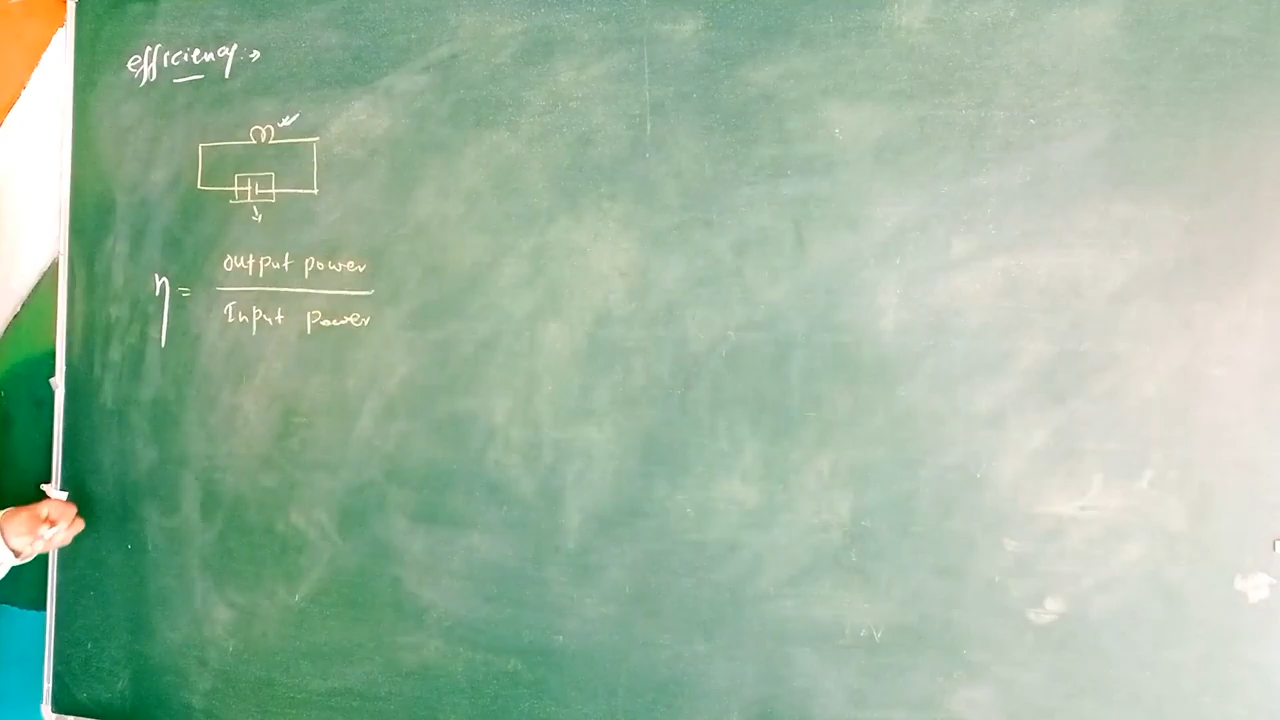 efficiency:→
η = output power
Input power